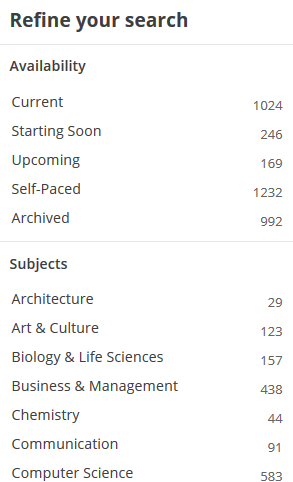 Refine your search
Availability
Current 1024
Starting Soon 246
Upcoming 169
Self-Paced 1232
Archived 992
Subjects
Architecture 29
Art & Culture 123
Biology & Life Sciences 157
Business & Management 438
Chemistry 44
Communication 91
Computer Science 583